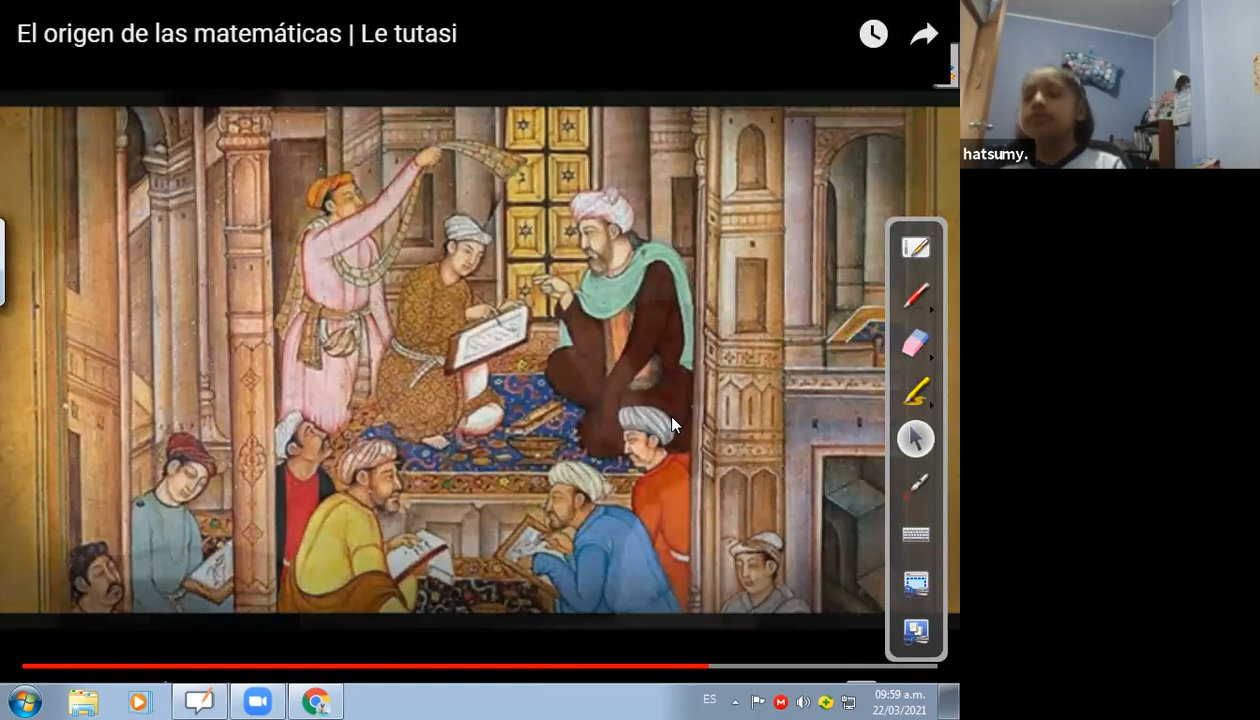 El origen de las matemáticas | Le tutasi
hatsumy.
ES
09:59 a.m.
22/03/2021